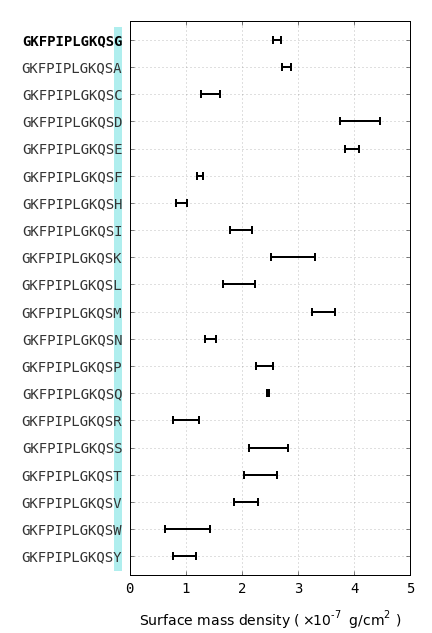 GKFPIPLGKQSG
GKFPIPLGKQSA
GKFPIPLGKQSC
GKFPIPLGKQSD
GKFPIPLGKQSE
GKFPIPLGKQSF
GKFPIPLGKQSH
GKFPIPLGKQSI
GKFPIPLGKQSK
GKFPIPLGKQSL
GKFPIPLGKQSM
GKFPIPLGKQSN
GKFPIPLGKQSP
GKFPIPLGKQSQ
GKFPIPLGKQSR
GKFPIPLGKQSS
GKFPIPLGKQST
GKFPIPLGKQSV
GKFPIPLGKQSW
GKFPIPLGKQSY
0 1 2 3 4 5
Surface mass density ( ×10⁻⁷ g/cm² )